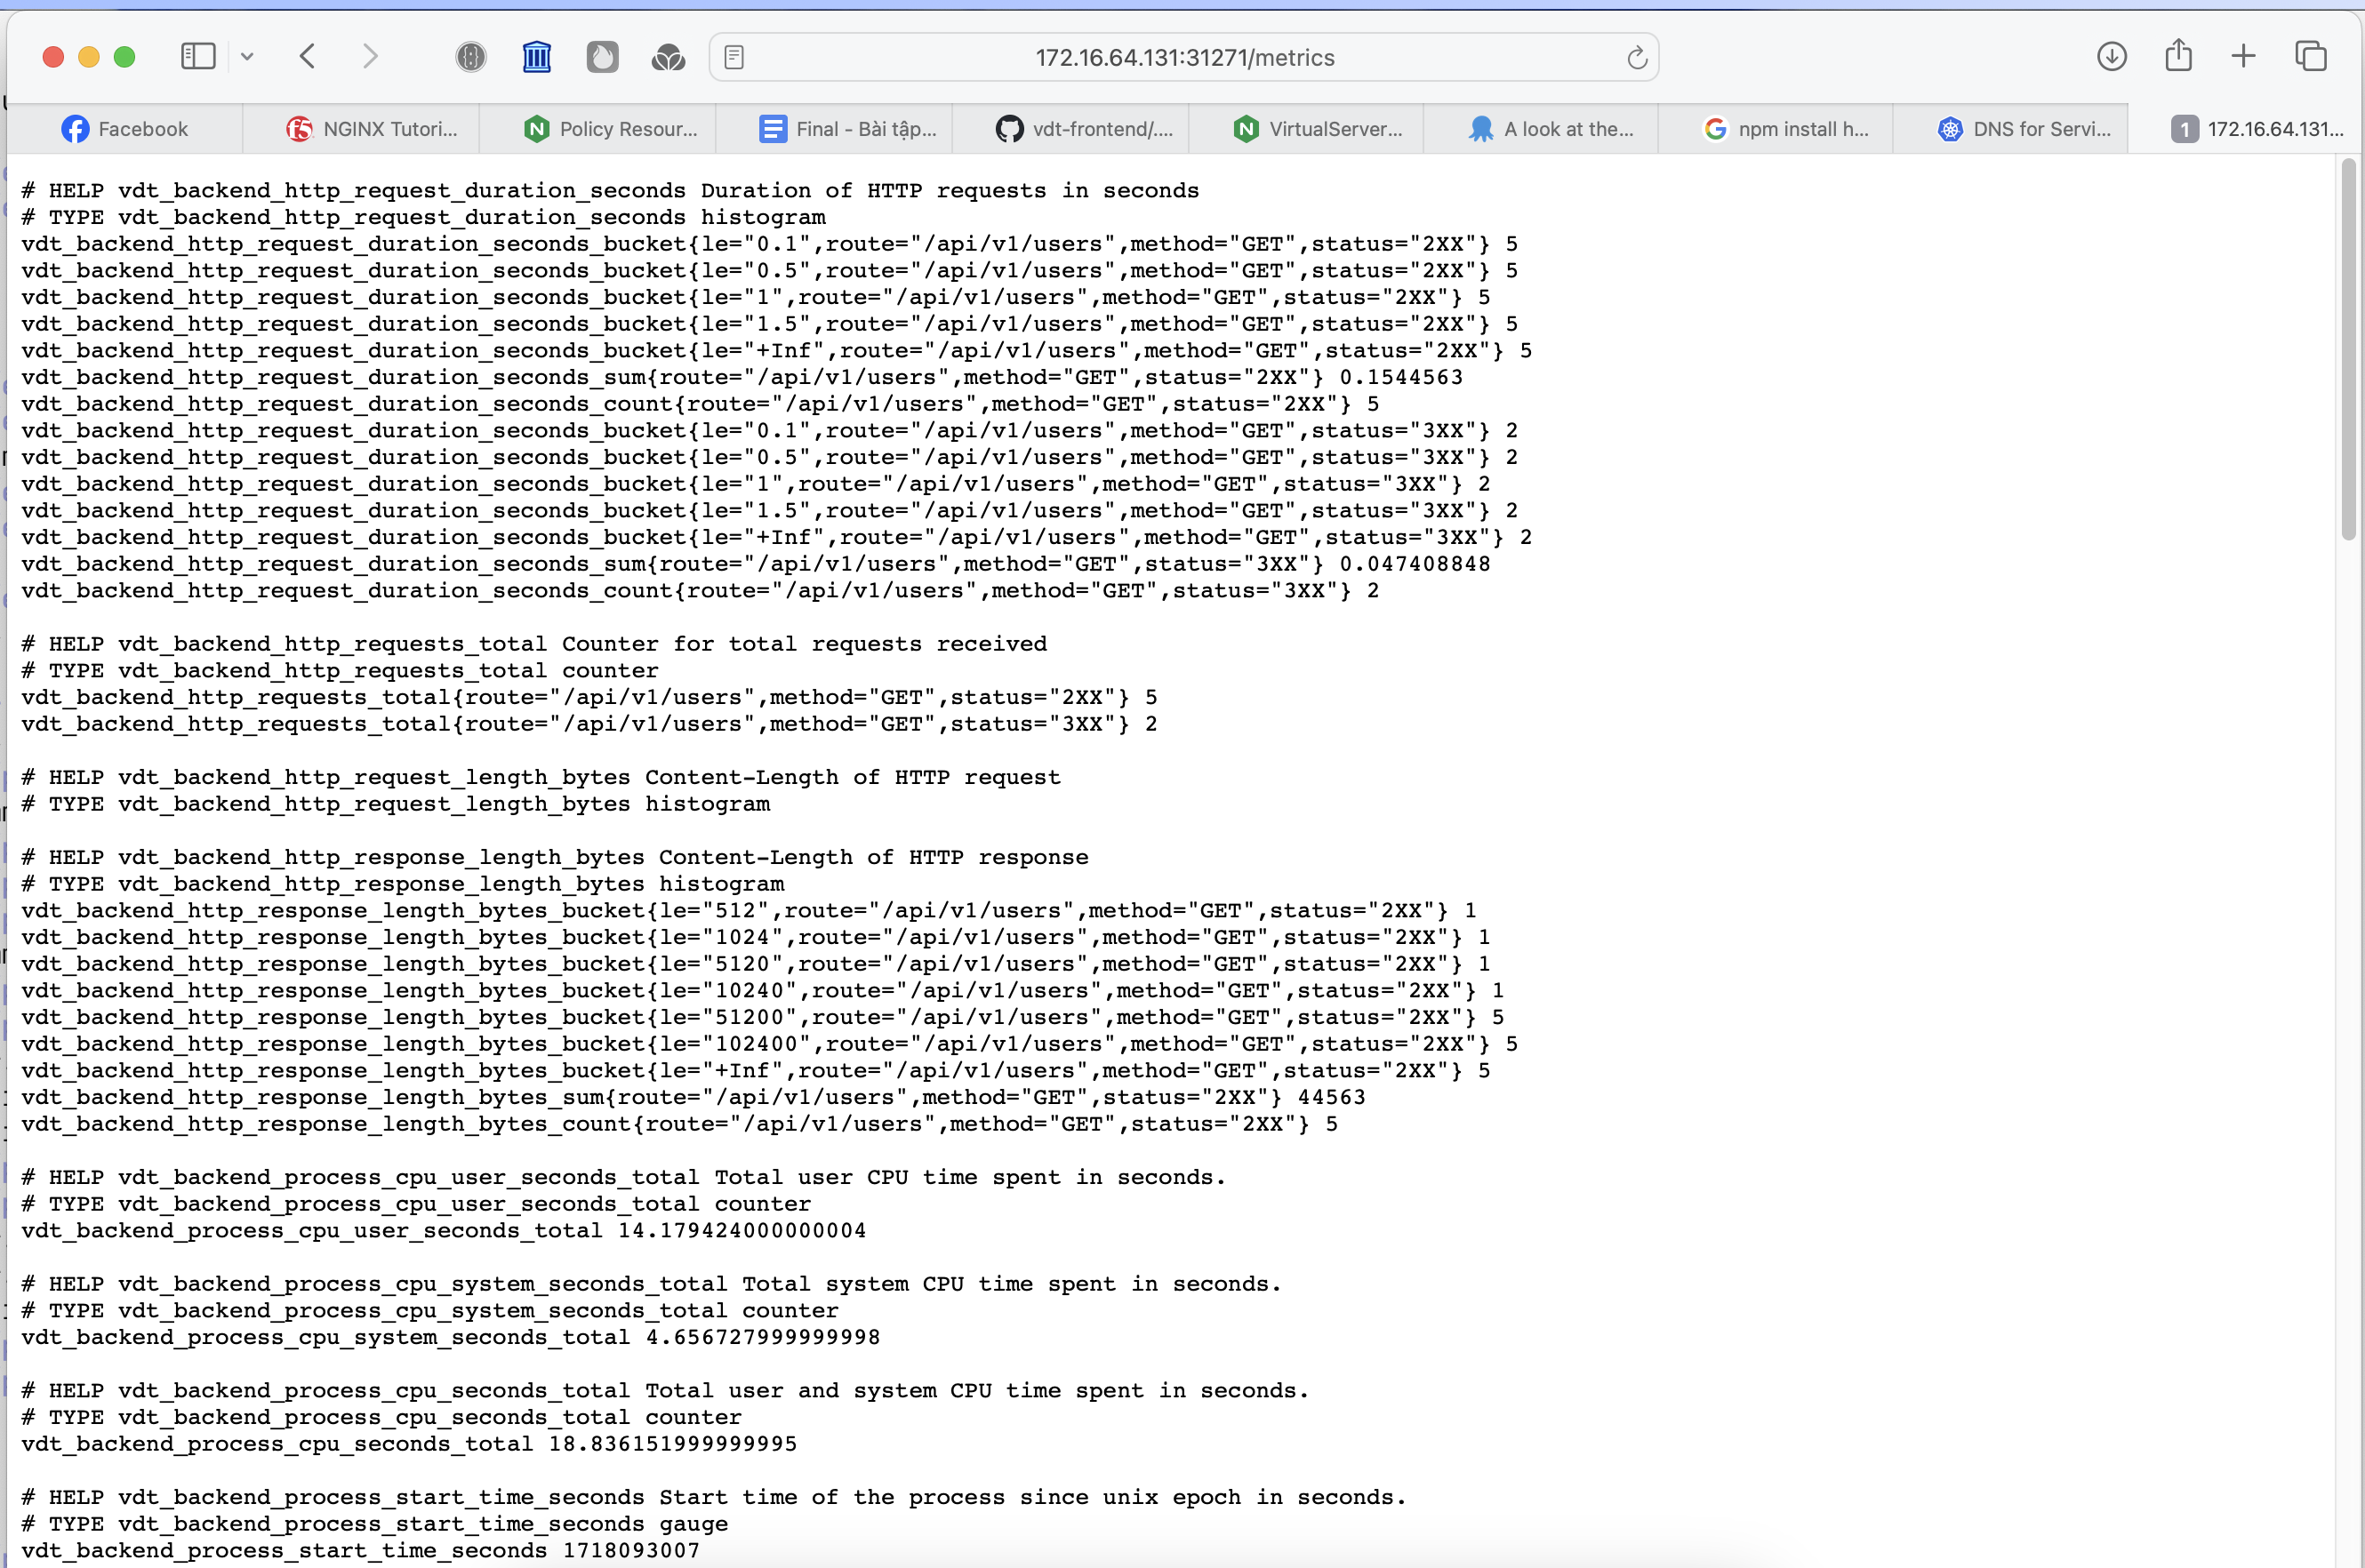 172.16.64.131:31271/metrics
Facebook
NGINX Tutori...
Policy Resour...
Final - Bài tập...
vdt-frontend/....
VirtualServer...
A look at the...
npm install h...
DNS for Servi...
1 172.16.64.131...
# HELP vdt_backend_http_request_duration_seconds Duration of HTTP requests in seconds
# TYPE vdt_backend_http_request_duration_seconds histogram
vdt_backend_http_request_duration_seconds_bucket{le="0.1",route="/api/v1/users",method="GET",status="2XX"} 5
vdt_backend_http_request_duration_seconds_bucket{le="0.5",route="/api/v1/users",method="GET",status="2XX"} 5
vdt_backend_http_request_duration_seconds_bucket{le="1",route="/api/v1/users",method="GET",status="2XX"} 5
vdt_backend_http_request_duration_seconds_bucket{le="1.5",route="/api/v1/users",method="GET",status="2XX"} 5
vdt_backend_http_request_duration_seconds_bucket{le="+Inf",route="/api/v1/users",method="GET",status="2XX"} 5
vdt_backend_http_request_duration_seconds_sum{route="/api/v1/users",method="GET",status="2XX"} 0.1544563
vdt_backend_http_request_duration_seconds_count{route="/api/v1/users",method="GET",status="2XX"} 5
vdt_backend_http_request_duration_seconds_bucket{le="0.1",route="/api/v1/users",method="GET",status="3XX"} 2
vdt_backend_http_request_duration_seconds_bucket{le="0.5",route="/api/v1/users",method="GET",status="3XX"} 2
vdt_backend_http_request_duration_seconds_bucket{le="1",route="/api/v1/users",method="GET",status="3XX"} 2
vdt_backend_http_request_duration_seconds_bucket{le="1.5",route="/api/v1/users",method="GET",status="3XX"} 2
vdt_backend_http_request_duration_seconds_bucket{le="+Inf",route="/api/v1/users",method="GET",status="3XX"} 2
vdt_backend_http_request_duration_seconds_sum{route="/api/v1/users",method="GET",status="3XX"} 0.047408848
vdt_backend_http_request_duration_seconds_count{route="/api/v1/users",method="GET",status="3XX"} 2
# HELP vdt_backend_http_requests_total Counter for total requests received
# TYPE vdt_backend_http_requests_total counter
vdt_backend_http_requests_total{route="/api/v1/users",method="GET",status="2XX"} 5
vdt_backend_http_requests_total{route="/api/v1/users",method="GET",status="3XX"} 2
# HELP vdt_backend_http_request_length_bytes Content-Length of HTTP request
# TYPE vdt_backend_http_request_length_bytes histogram
# HELP vdt_backend_http_response_length_bytes Content-Length of HTTP response
# TYPE vdt_backend_http_response_length_bytes histogram
vdt_backend_http_response_length_bytes_bucket{le="512",route="/api/v1/users",method="GET",status="2XX"} 1
vdt_backend_http_response_length_bytes_bucket{le="1024",route="/api/v1/users",method="GET",status="2XX"} 1
vdt_backend_http_response_length_bytes_bucket{le="5120",route="/api/v1/users",method="GET",status="2XX"} 1
vdt_backend_http_response_length_bytes_bucket{le="10240",route="/api/v1/users",method="GET",status="2XX"} 1
vdt_backend_http_response_length_bytes_bucket{le="51200",route="/api/v1/users",method="GET",status="2XX"} 5
vdt_backend_http_response_length_bytes_bucket{le="102400",route="/api/v1/users",method="GET",status="2XX"} 5
vdt_backend_http_response_length_bytes_bucket{le="+Inf",route="/api/v1/users",method="GET",status="2XX"} 5
vdt_backend_http_response_length_bytes_sum{route="/api/v1/users",method="GET",status="2XX"} 44563
vdt_backend_http_response_length_bytes_count{route="/api/v1/users",method="GET",status="2XX"} 5
# HELP vdt_backend_process_cpu_user_seconds_total Total user CPU time spent in seconds.
# TYPE vdt_backend_process_cpu_user_seconds_total counter
vdt_backend_process_cpu_user_seconds_total 14.179424000000004
# HELP vdt_backend_process_cpu_system_seconds_total Total system CPU time spent in seconds.
# TYPE vdt_backend_process_cpu_system_seconds_total counter
vdt_backend_process_cpu_system_seconds_total 4.656727999999998
# HELP vdt_backend_process_cpu_seconds_total Total user and system CPU time spent in seconds.
# TYPE vdt_backend_process_cpu_seconds_total counter
vdt_backend_process_cpu_seconds_total 18.836151999999995
# HELP vdt_backend_process_start_time_seconds Start time of the process since unix epoch in seconds.
# TYPE vdt_backend_process_start_time_seconds gauge
vdt_backend_process_start_time_seconds 1718093007